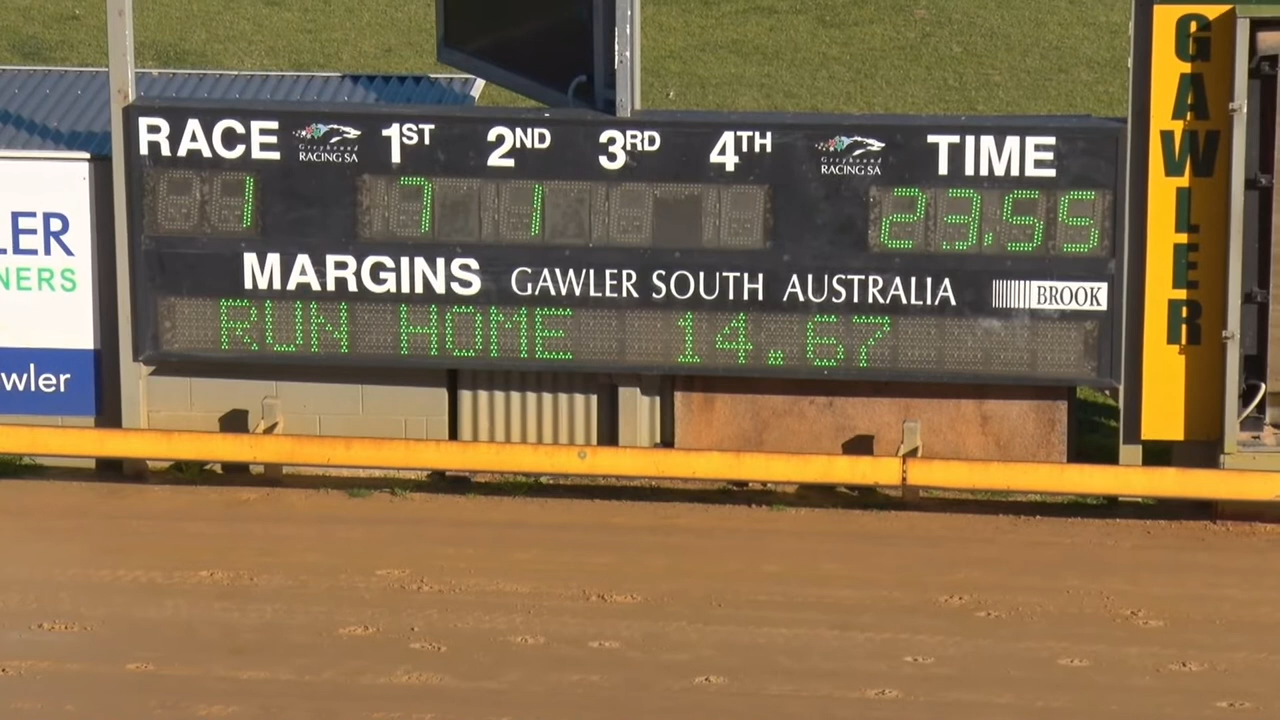 RACE Greyhound RACING SA 1ST 2ND 3RD 4TH Greyhound RACING SA TIME
1 7 1 23.55
MARGINS GAWLER SOUTH AUSTRALIA BROOK
RUN HOME 14.67
GAWLER
LER
NERS
wler